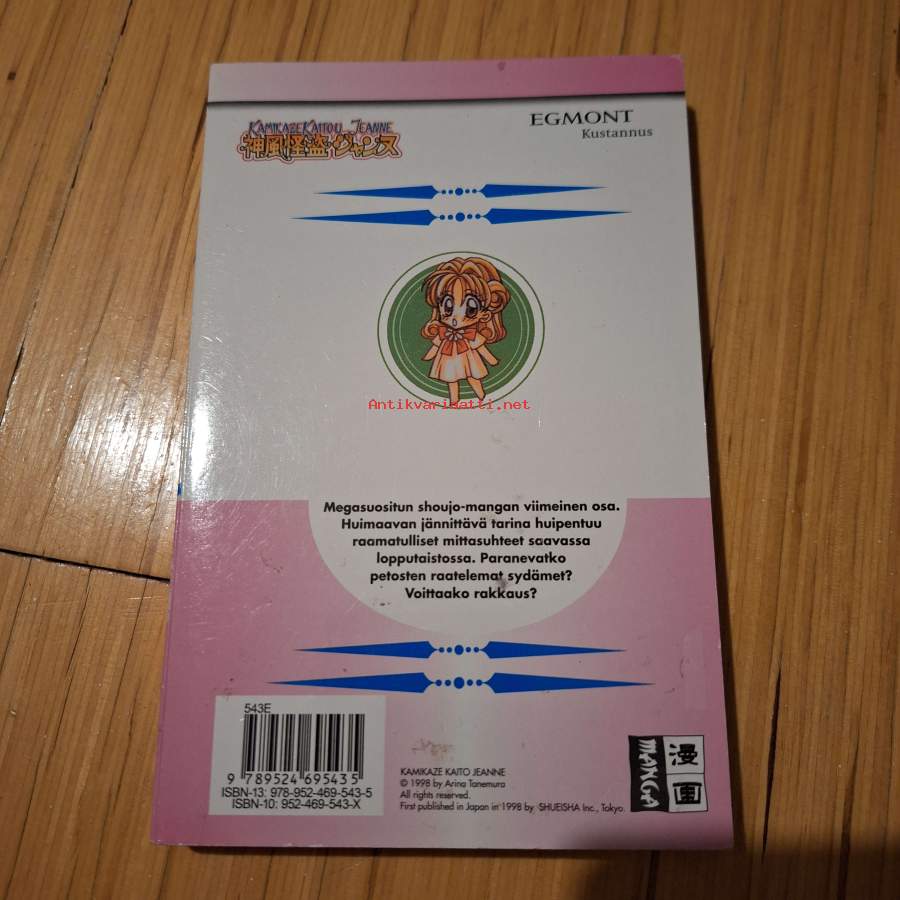 KAMIKAZE KAITOU JEANNE
神風怪盗ジャンヌ
EGMONT
Kustannus
Antikvariaatti.net
Megasuositun shoujo-mangan viimeinen osa.
Huimaavan jännittävä tarina huipentuu
raamatulliset mittasuhteet saavassa
lopputaistossa. Paranevatko
petosten raatelemat sydämet?
Voittaako rakkaus?
543E
9 789524 695435
ISBN-13: 978-952-469-543-5
ISBN-10: 952-469-543-X
KAMIKAZE KAITO JEANNE
© 1998 by Arina Tanemura
All rights reserved.
First published in Japan in 1998 by SHUEISHA Inc., Tokyo.
MANGA
漫画